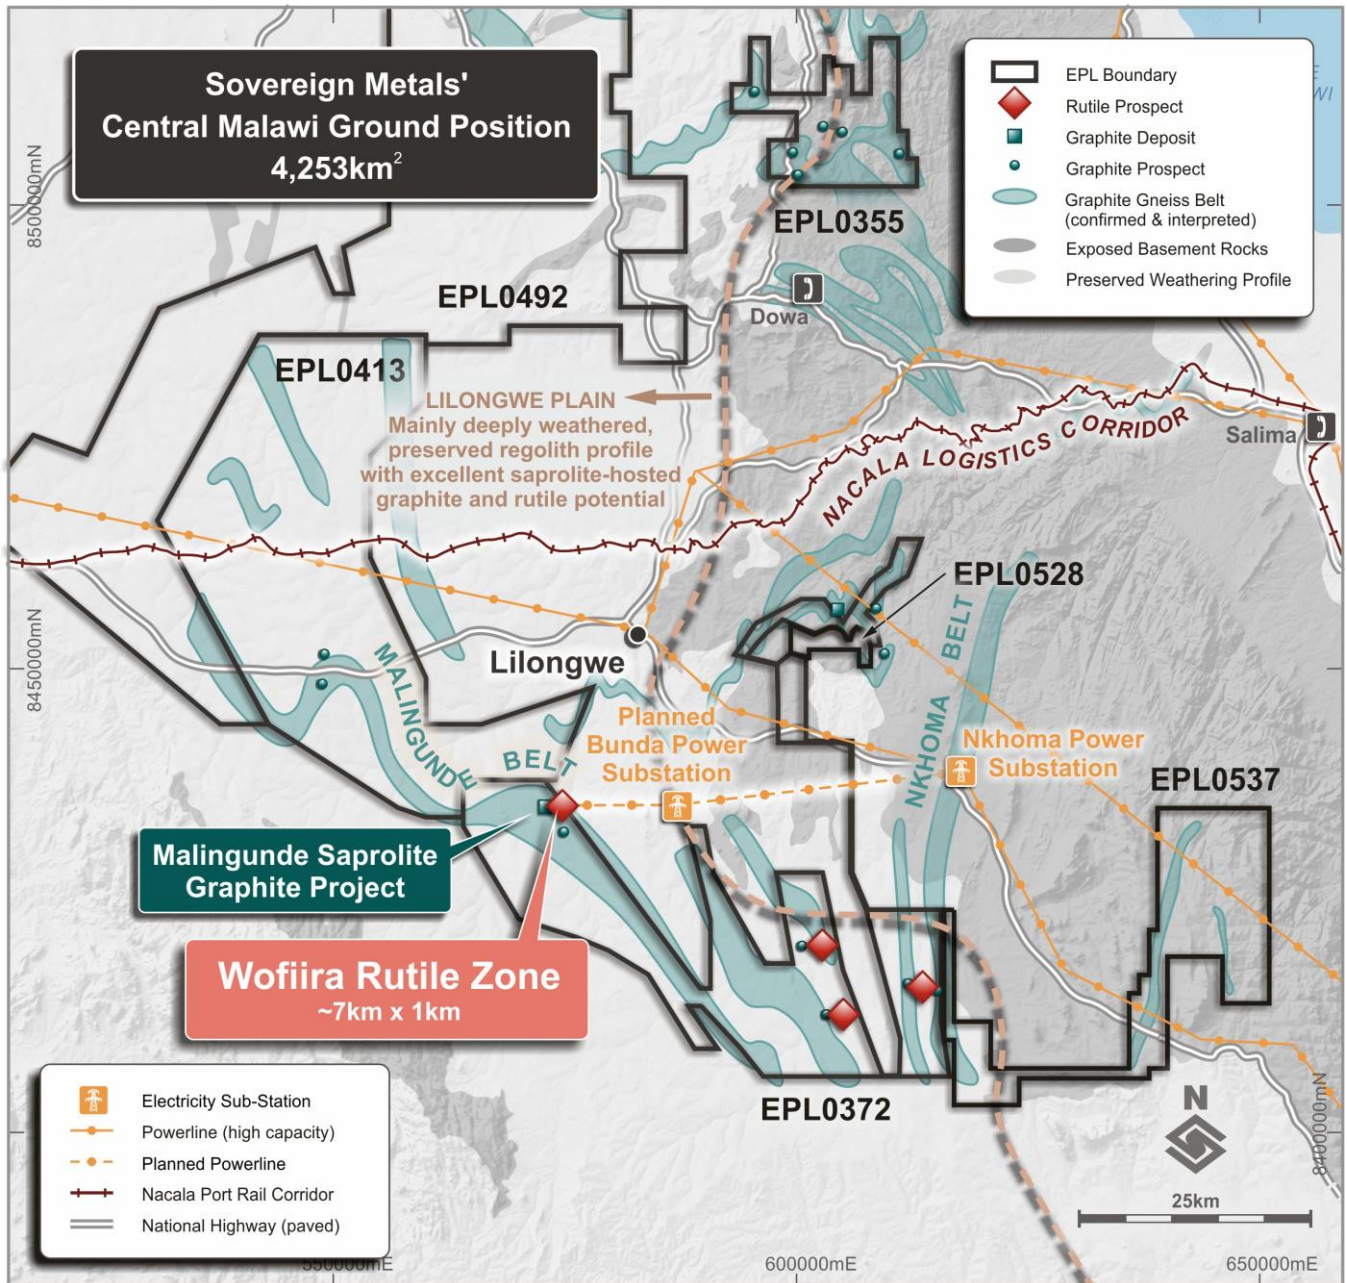 Sovereign Metals'
Central Malawi Ground Position
4,253km²
EPL Boundary
Rutile Prospect
Graphite Deposit
Graphite Prospect
Graphite Gneiss Belt
(confirmed & interpreted)
Exposed Basement Rocks
Preserved Weathering Profile
8500000mN
EPL0355
EPL0492
Dowa
EPL0413
LILONGWE PLAIN
Mainly deeply weathered,
preserved regolith profile
with excellent saprolite-hosted
graphite and rutile potential
NACALA LOGISTICS CORRIDOR
Salima
EPL0528
8450000mN
Lilongwe
MALINGUNDE BELT
NKHOMA BELT
Planned
Bunda Power
Substation
Nkhoma Power
Substation
EPL0537
Malingunde Saprolite
Graphite Project
Wofiira Rutile Zone
~7km x 1km
EPL0372
Electricity Sub-Station
Powerline (high capacity)
Planned Powerline
Nacala Port Rail Corridor
National Highway (paved)
N
25km
8400000mN
550000mE
600000mE
650000mE